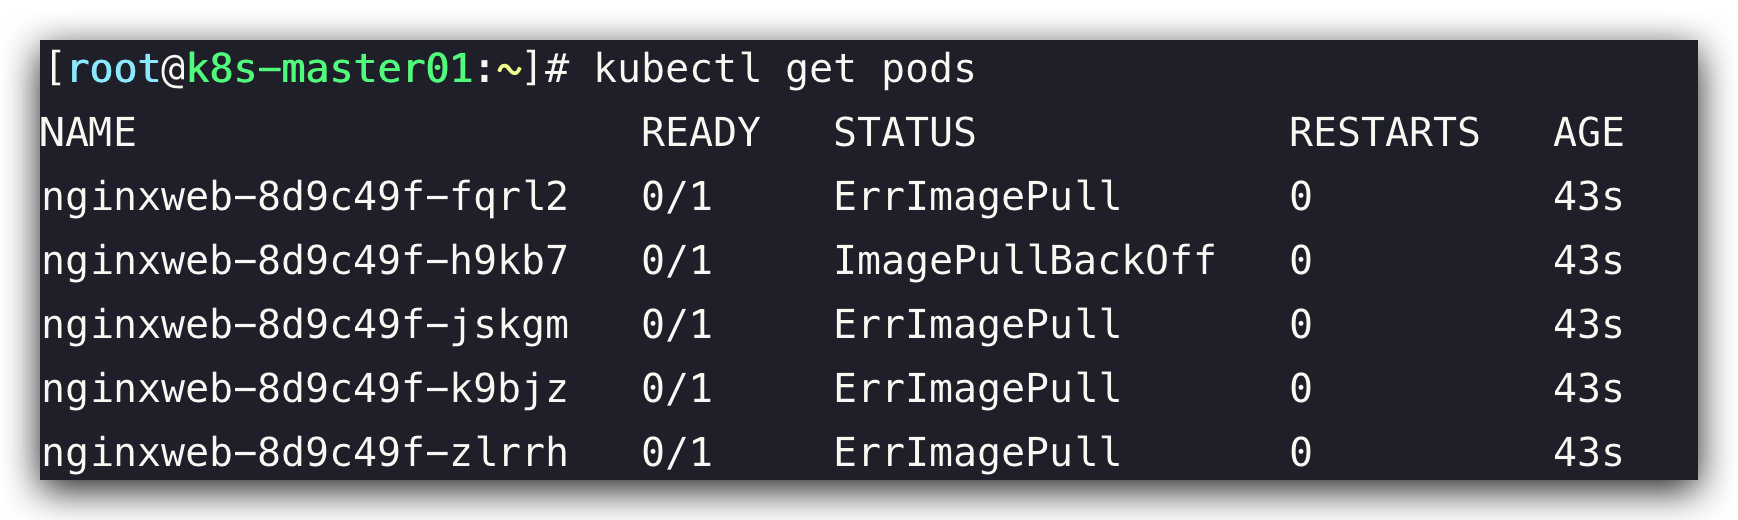 [root@k8s-master01:~]# kubectl get pods
NAME                       READY   STATUS             RESTARTS   AGE
nginxweb-8d9c49f-fqrl2   0/1     ErrImagePull       0          43s
nginxweb-8d9c49f-h9kb7   0/1     ImagePullBackOff   0          43s
nginxweb-8d9c49f-jskgm   0/1     ErrImagePull       0          43s
nginxweb-8d9c49f-k9bjz   0/1     ErrImagePull       0          43s
nginxweb-8d9c49f-zlrrh   0/1     ErrImagePull       0          43s